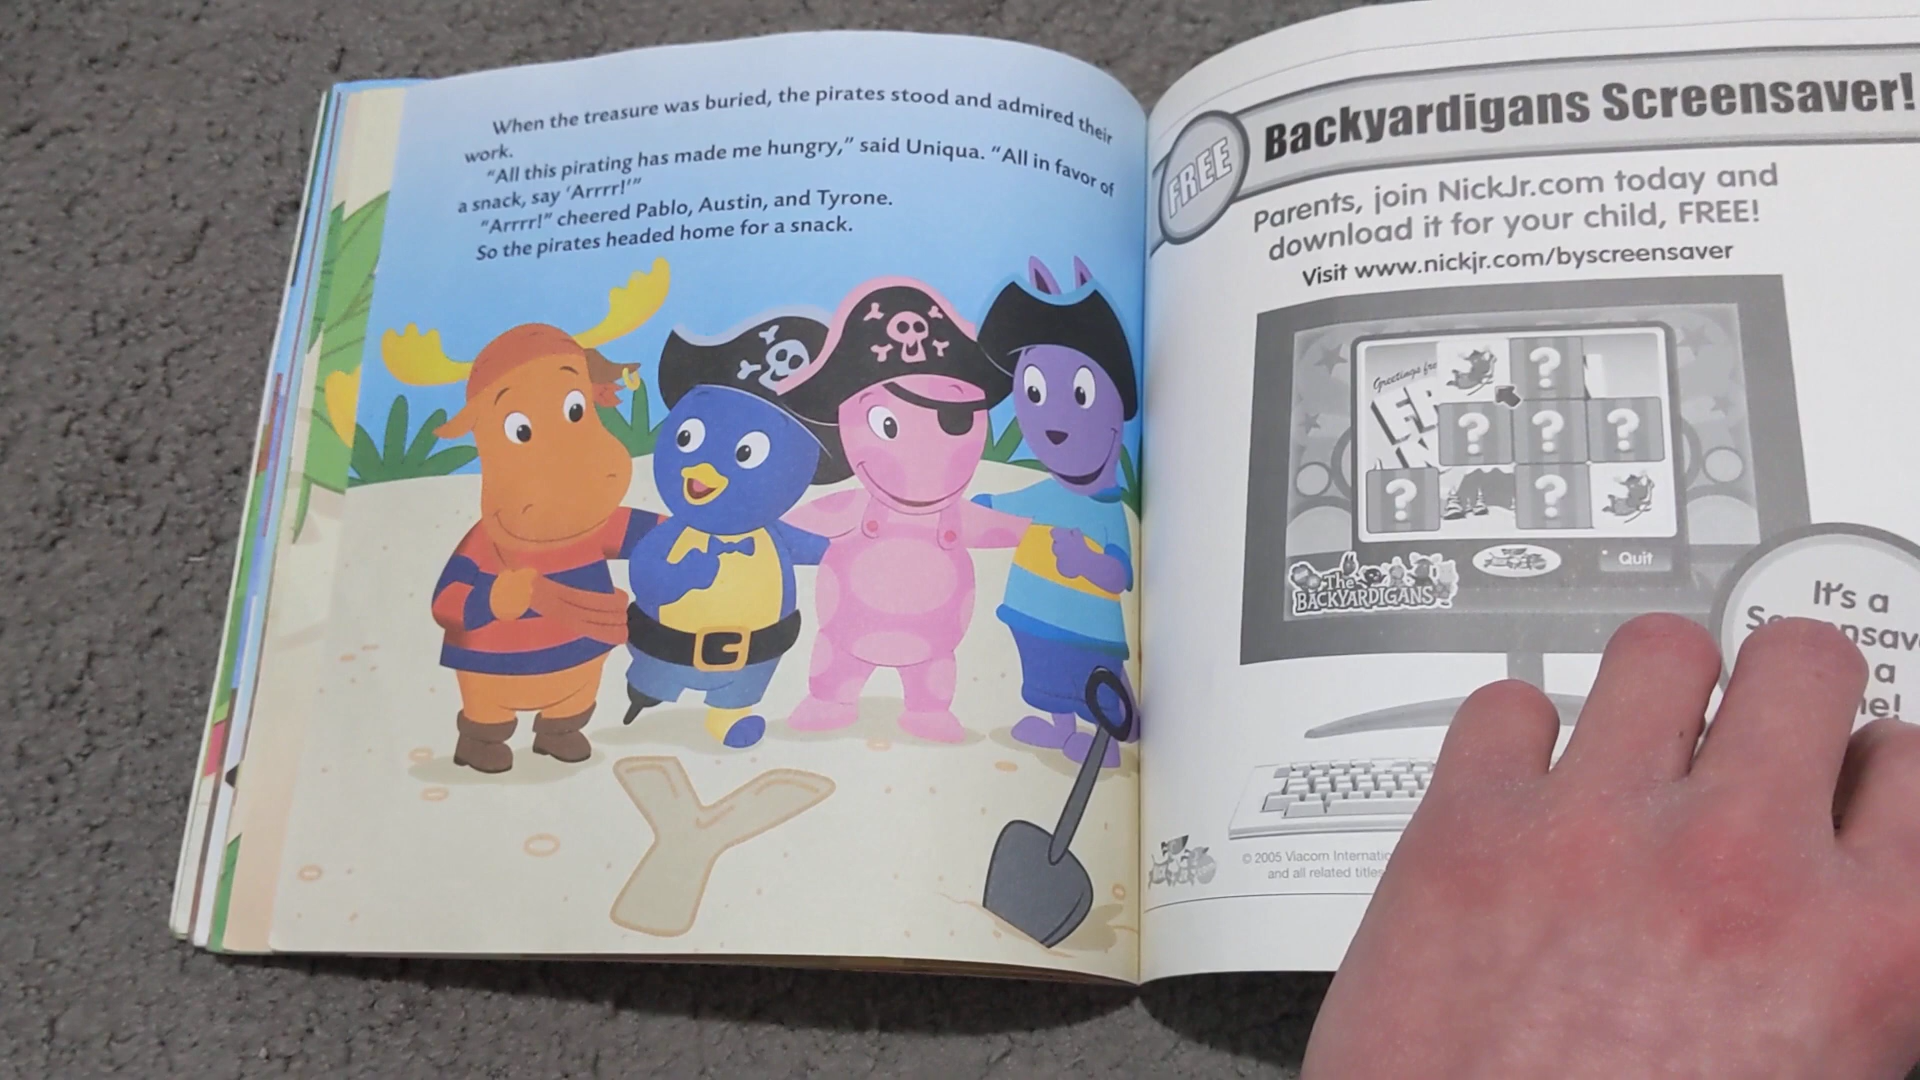 When the treasure was buried, the pirates stood and admired their
work.
"All this pirating has made me hungry," said Uniqua. "All in favor of
a snack, say 'Arrrr!'"
"Arrrr!" cheered Pablo, Austin, and Tyrone.
So the pirates headed home for a snack.
Y
FREE
Backyardigans Screensaver!
Parents, join NickJr.com today and
download it for your child, FREE!
Visit www.nickjr.com/byscreensaver
Greetings
? 
? ? ?
? ?
The
BACKYARDIGANS
Quit
It's a
a
© 2005 Viacom
and all related titles